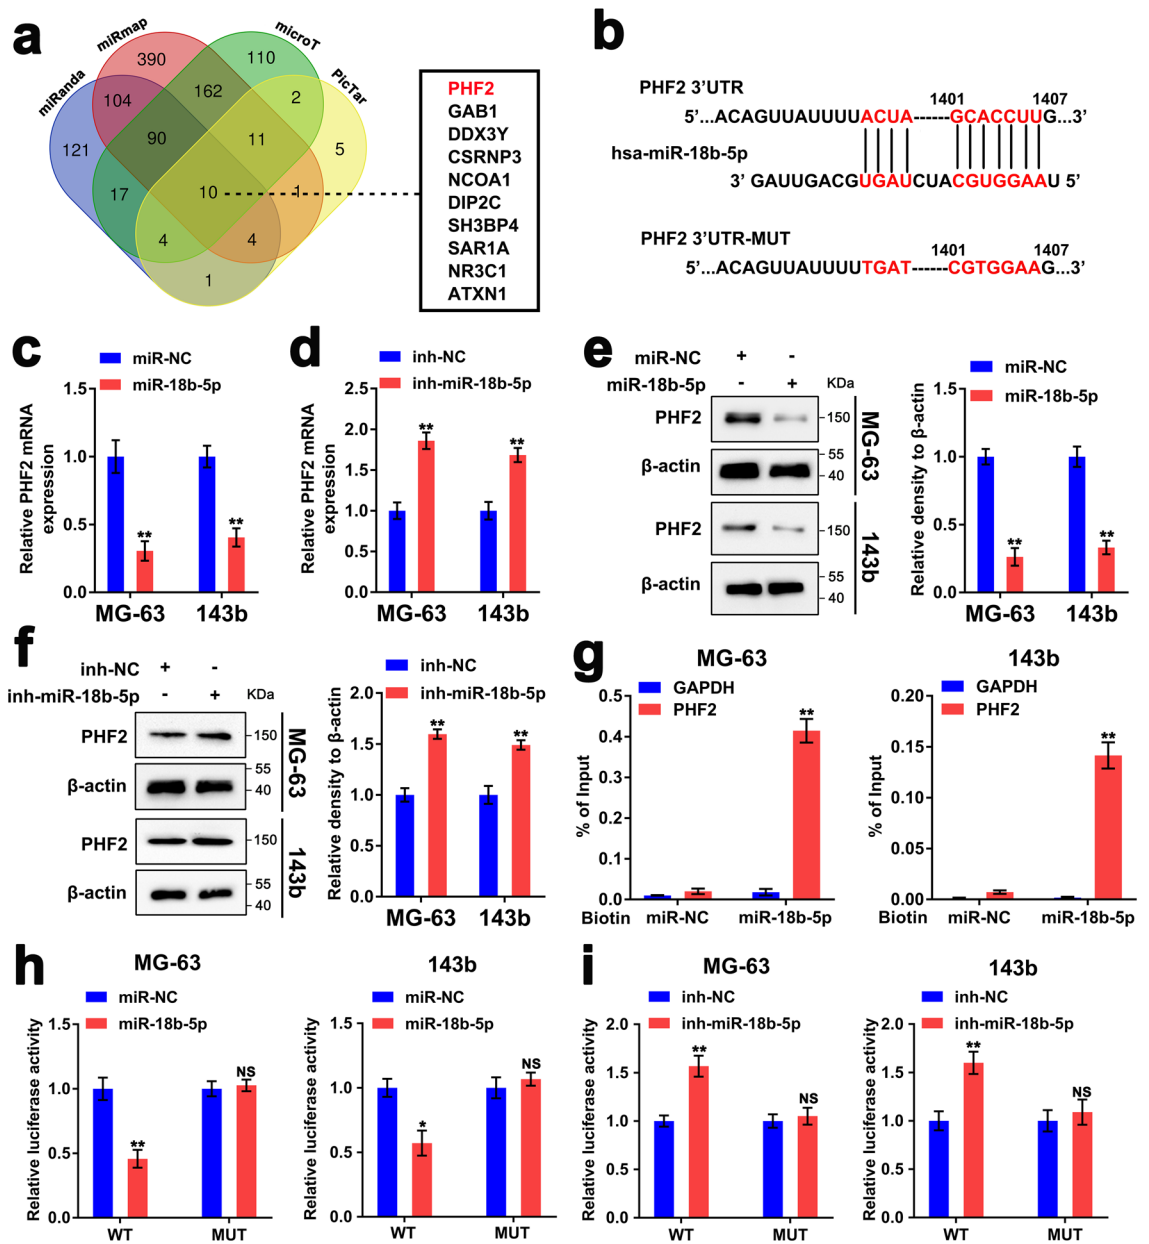 a
miRanda
miRmap
microT
PicTar
390
110
104
162
2
121
90
11
5
17
10
1
4
4
1
PHF2
GAB1
DDX3Y
CSRNP3
NCOA1
DIP2C
SH3BP4
SAR1A
NR3C1
ATXN1
b
PHF2 3’UTR
1401 1407
5’...ACAGUUAUUUUACUA------GCACCUUG...3’
hsa-miR-18b-5p
3’ GAUUGACGUGAUCUACGUGGAAU 5’
PHF2 3’UTR-MUT
1401 1407
5’...ACAGUUAUUUUTGAT------CGTGGAAG...3’
c
miR-NC
miR-18b-5p
Relative PHF2 mRNA
expression
1.5
1.0
0.5
0.0
**
**
MG-63 143b
d
inh-NC
inh-miR-18b-5p
Relative PHF2 mRNA
expression
2.5
2.0
1.5
1.0
0.5
0.0
**
**
MG-63 143b
e
miR-NC + -
miR-18b-5p - + KDa
PHF2 150
β-actin 55
40
MG-63
PHF2 150
β-actin 55
40
143b
miR-NC
miR-18b-5p
Relative density to β-actin
1.5
1.0
0.5
0.0
**
**
MG-63 143b
f
inh-NC + -
inh-miR-18b-5p - + KDa
PHF2 150
β-actin 55
40
MG-63
PHF2 150
β-actin 55
40
143b
inh-NC
inh-miR-18b-5p
Relative density to β-actin
2.0
1.5
1.0
0.5
0.0
**
**
MG-63 143b
g
MG-63
GAPDH
PHF2
% of Input
0.5
0.4
0.3
0.2
0.1
0.0
**
Biotin miR-NC miR-18b-5p
143b
GAPDH
PHF2
% of Input
0.20
0.15
0.10
0.05
0.00
**
Biotin miR-NC miR-18b-5p
h
MG-63
miR-NC
miR-18b-5p
Relative luciferase activity
1.5
1.0
0.5
0.0
**
NS
WT MUT
143b
miR-NC
miR-18b-5p
Relative luciferase activity
1.5
1.0
0.5
0.0
*
NS
WT MUT
i
MG-63
inh-NC
inh-miR-18b-5p
Relative luciferase activity
2.0
1.5
1.0
0.5
0.0
**
NS
WT MUT
143b
inh-NC
inh-miR-18b-5p
Relative luciferase activity
2.0
1.5
1.0
0.5
0.0
**
NS
WT MUT